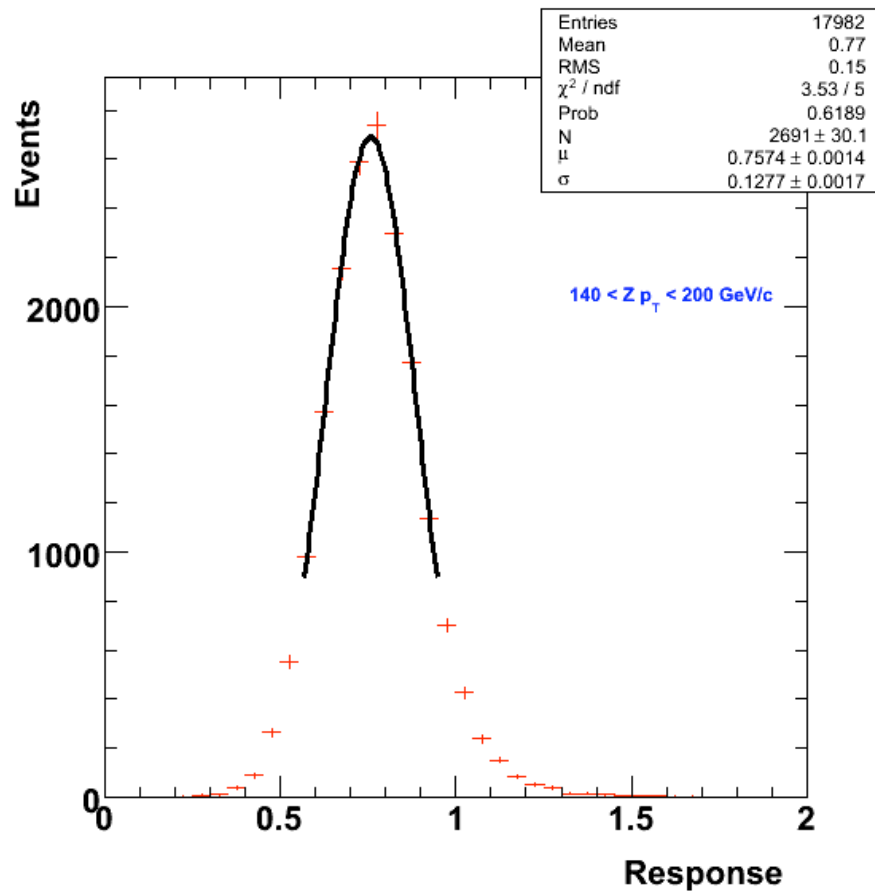 Entries 17982
Mean 0.77
RMS 0.15
χ² / ndf 3.53 / 5
Prob 0.6189
N 2691 ± 30.1
μ 0.7574 ± 0.0014
σ 0.1277 ± 0.0017
Events
140 < Z p_T < 200 GeV/c
2000
1000
0
0 0.5 1 1.5 2
Response